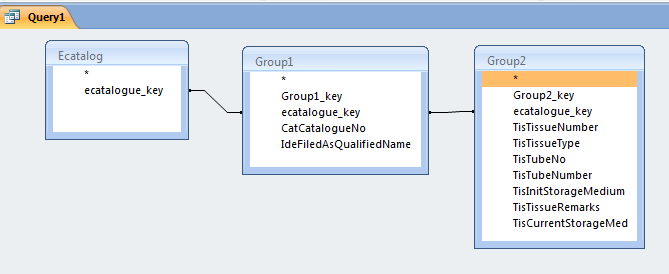 Query1
Ecatalog
*
ecatalogue_key
Group1
*
Group1_key
ecatalogue_key
CatCatalogueNo
IdeFiledAsQualifiedName
Group2
*
Group2_key
ecatalogue_key
TisTissueNumber
TisTissueType
TisTubeNo
TisTubeNumber
TisInitStorageMedium
TisTissueRemarks
TisCurrentStorageMed